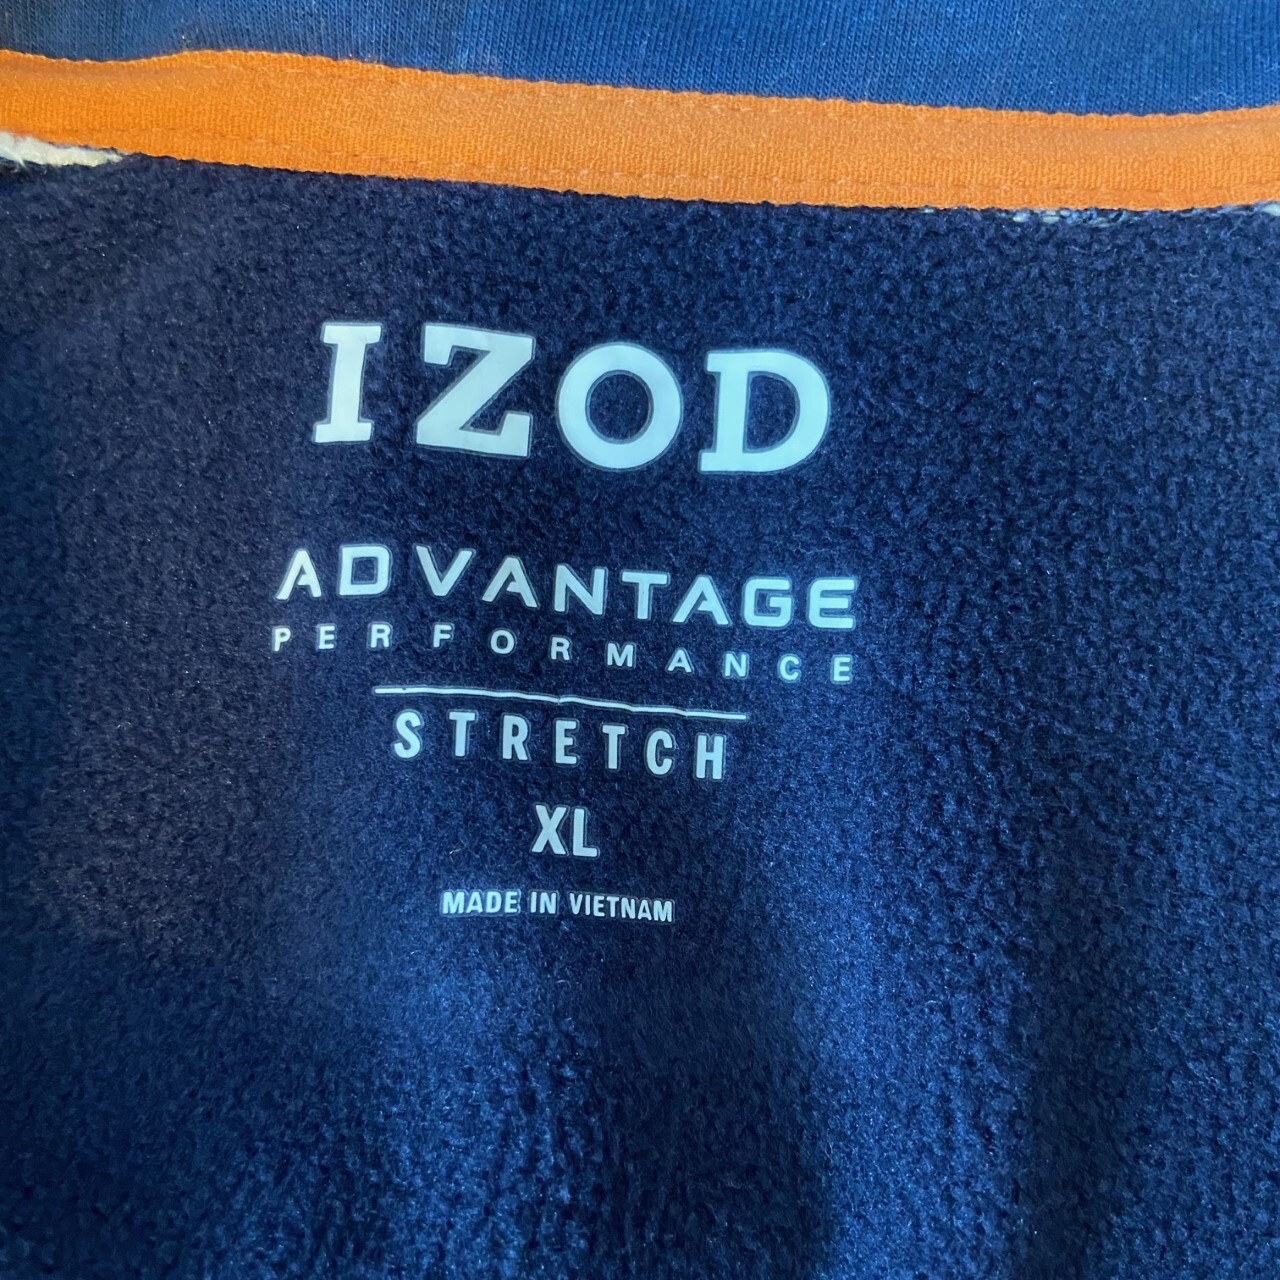 IZOD
ADVANTAGE
PERFORMANCE
STRETCH
XL
MADE IN VIETNAM